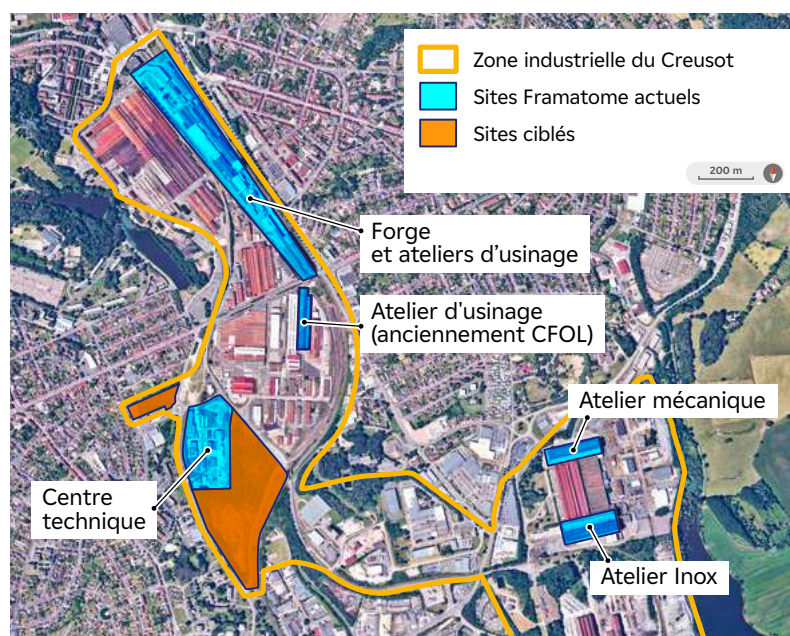 Zone industrielle du Creusot
Sites Framatome actuels
Sites ciblés
200 m
Forge
et ateliers d'usinage
Atelier d'usinage
(anciennement CFOL)
Atelier mécanique
Centre
technique
Atelier Inox